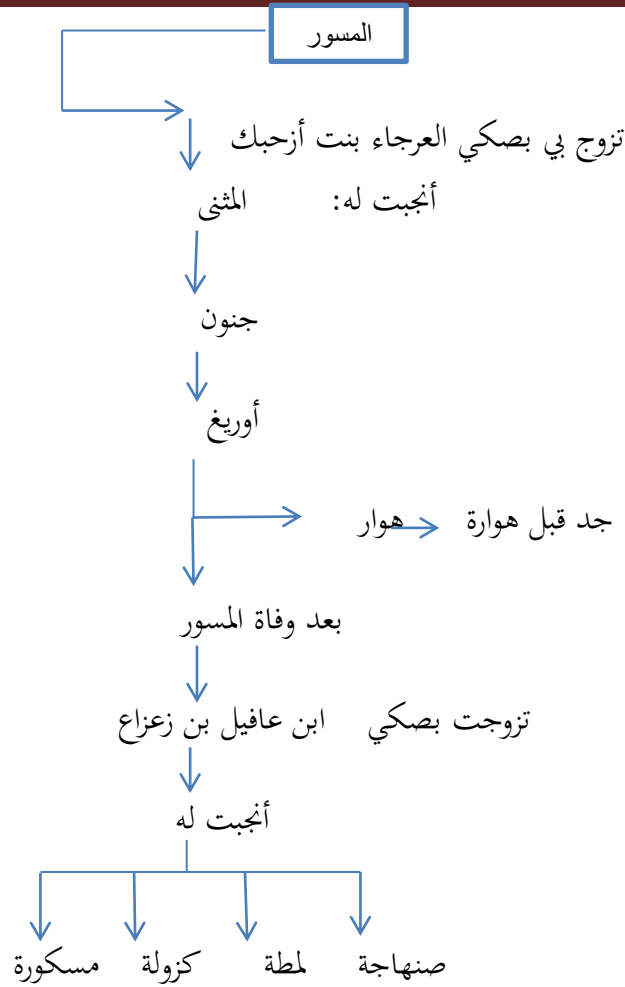 المسور
تزوج بي بصكي العرجاء بنت أزحبك
أنجبت له: المثنى
جنون
أوريغ
هوار جد قبل هوارة
بعد وفاة المسور
تزوجت بصكي ابن عافيل بن زعزاع
أنجبت له
صنهاجة لمطة كزولة مسكورة